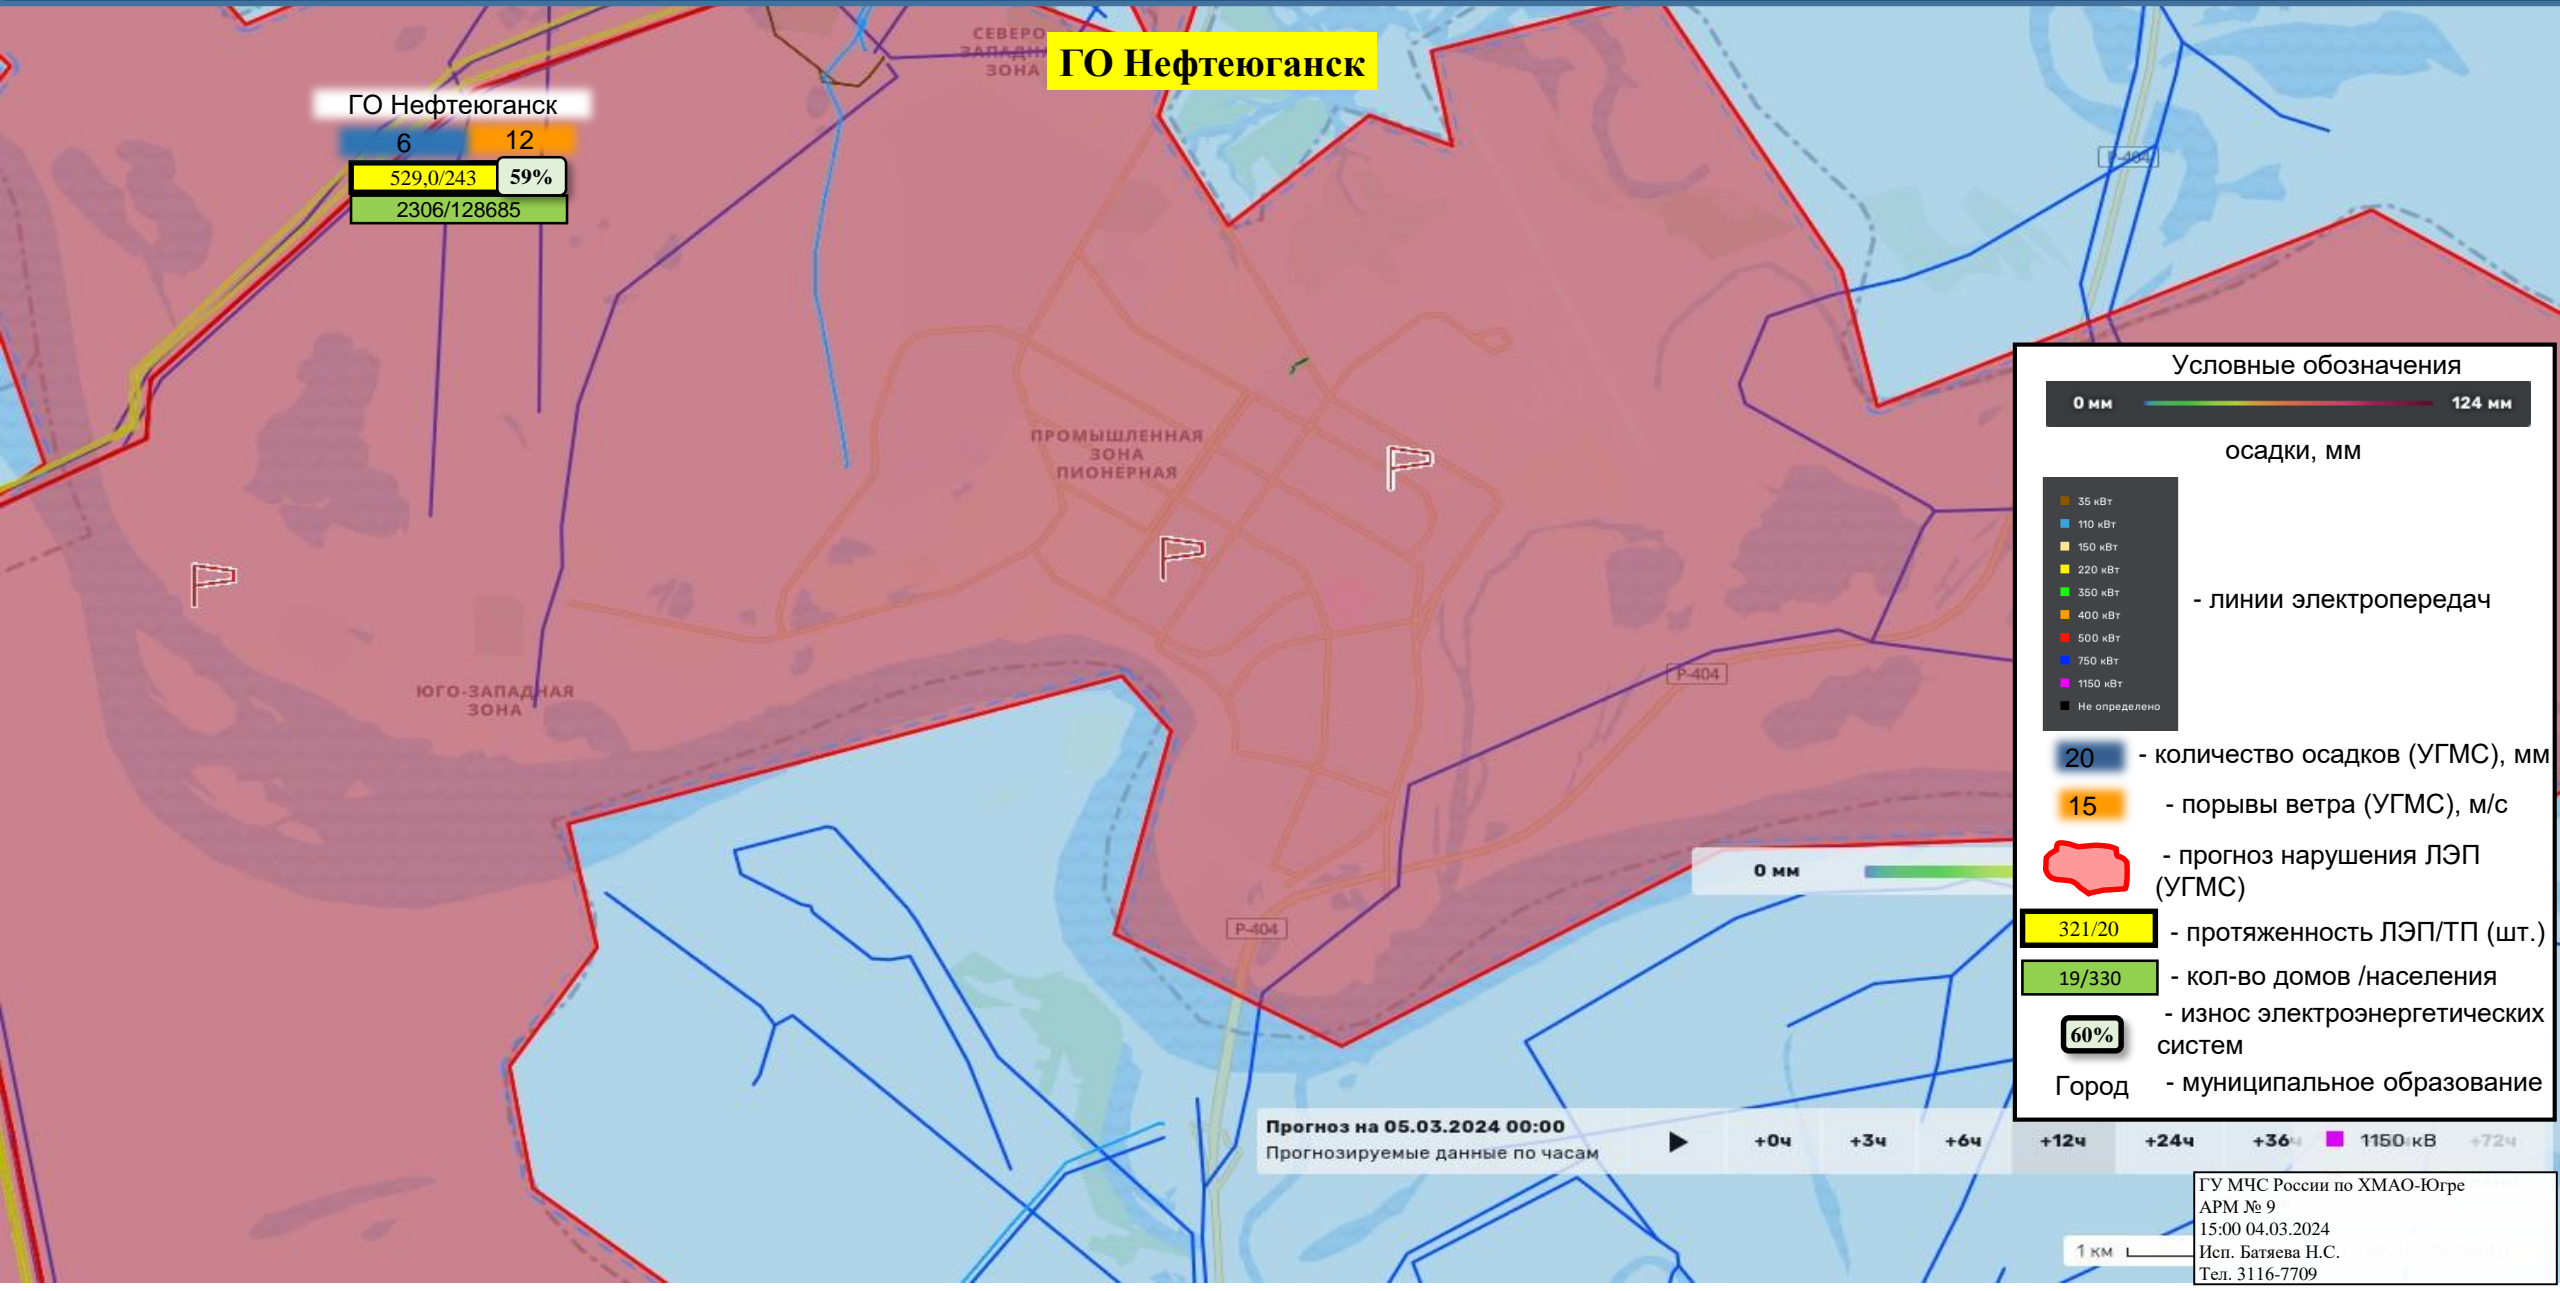 СЕВЕРО
ЗАПАДНАЯ
ЗОНА
ГО Нефтеюганск
ГО Нефтеюганск
6
12
529,0/243
59%
2306/128685
Р-404
ПРОМЫШЛЕННАЯ
ЗОНА
ПИОНЕРНАЯ
ЮГО-ЗАПАДНАЯ
ЗОНА
Р-404
Р-404
Условные обозначения
0 мм
124 мм
осадки, мм
35 кВт
110 кВт
150 кВт
220 кВт
350 кВт
400 кВт
500 кВт
750 кВт
1150 кВт
Не определено
- линии электропередач
20 - количество осадков (УГМС), мм
15 - порывы ветра (УГМС), м/с
- прогноз нарушения ЛЭП
(УГМС)
321/20 - протяженность ЛЭП/ТП (шт.)
19/330 - кол-во домов /населения
- износ электроэнергетических
60% систем
Город - муниципальное образование
0 мм
Прогноз на 05.03.2024 00:00
Прогнозируемые данные по часам
+0ч +3ч +6ч +12ч +24ч +36ч 1150 кВ +72ч
1 км
ГУ МЧС России по ХМАО-Югре
АРМ № 9
15:00 04.03.2024
Исп. Батяева Н.С.
Тел. 3116-7709